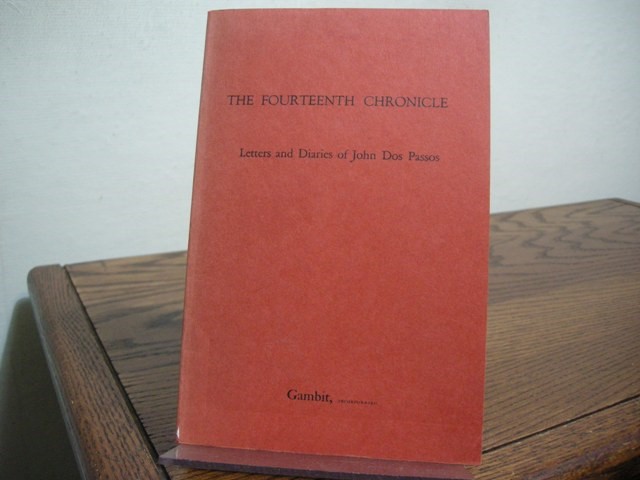 THE FOURTEENTH CHRONICLE
Letters and Diaries of John Dos Passos
Gambit,